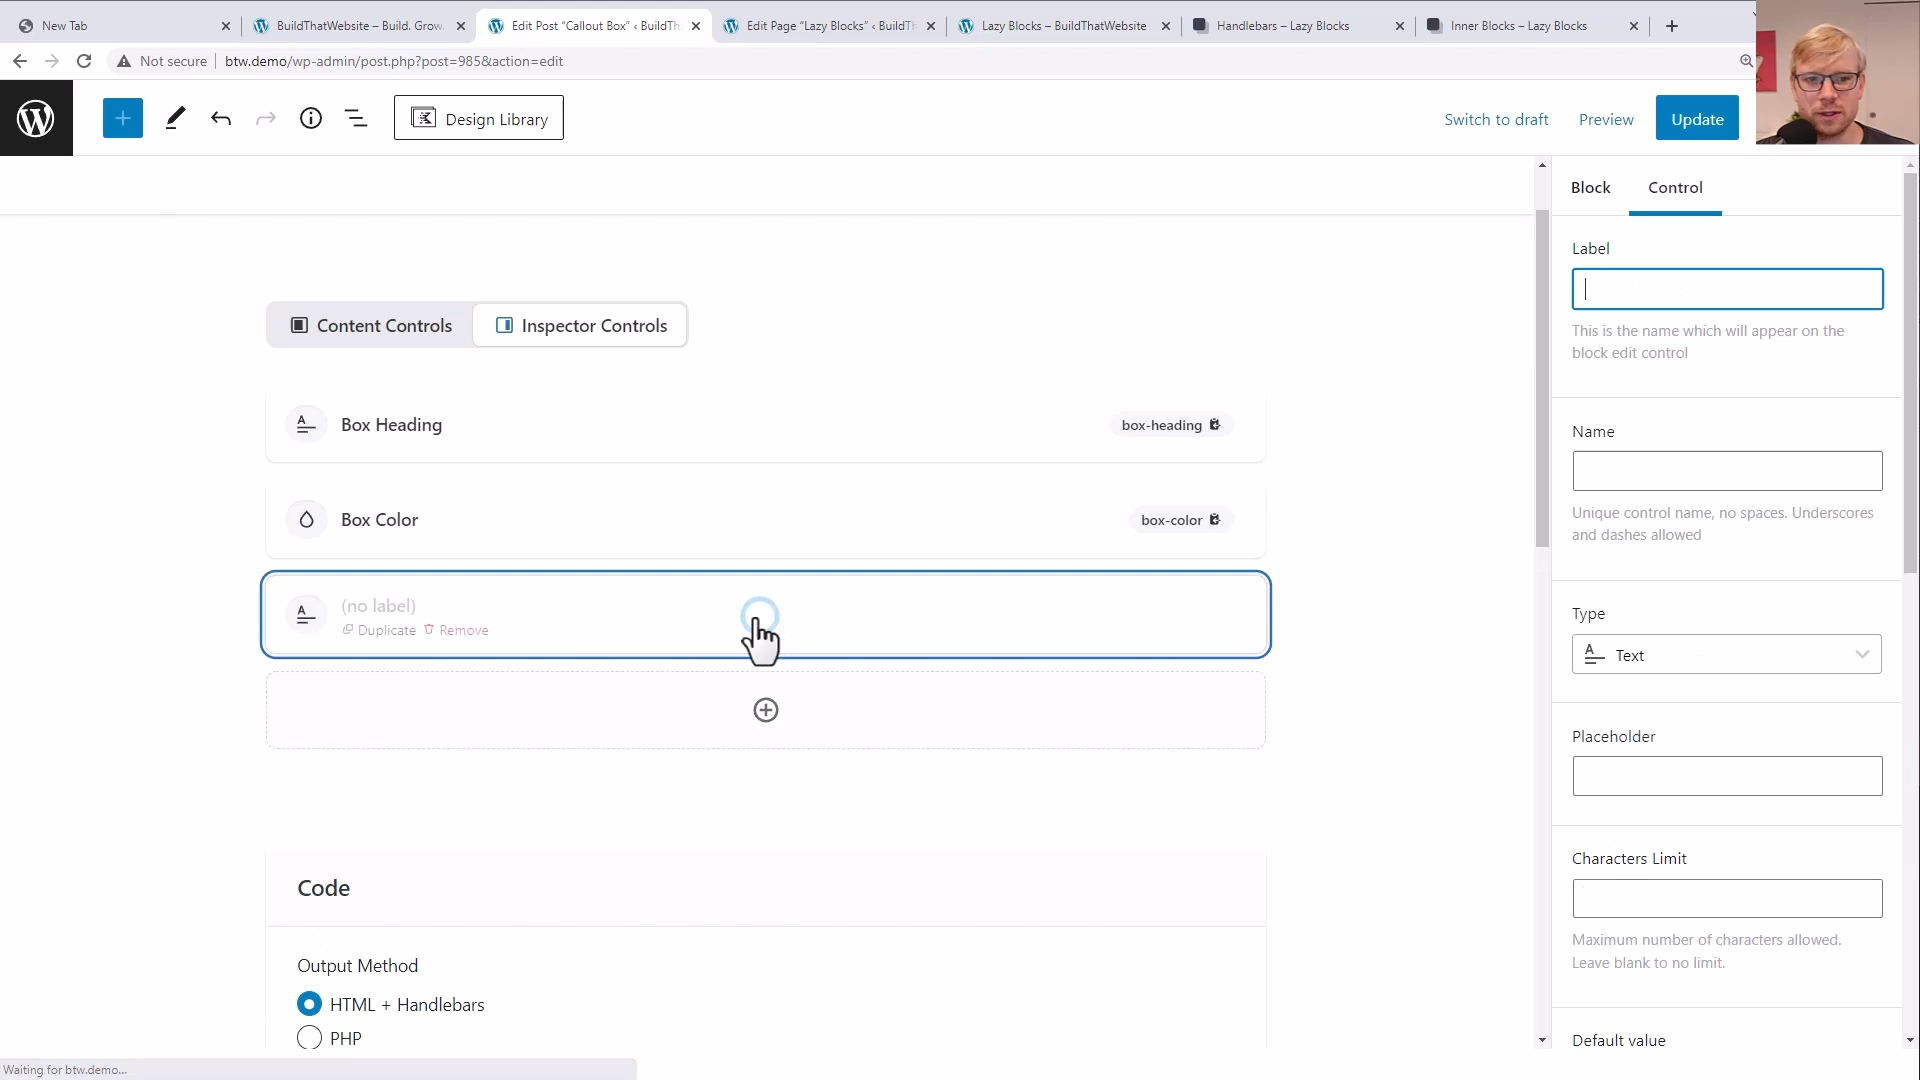 New Tab
BuildThatWebsite – Build. Grow.
Edit Post “Callout Box” ‹ BuildTh
Edit Page “Lazy Blocks” ‹ BuildTh
Lazy Blocks – BuildThatWebsite
Handlebars – Lazy Blocks
Inner Blocks – Lazy Blocks
Not secure
btw.demo/wp-admin/post.php?post=985&action=edit
Design Library
Switch to draft
Preview
Update
Block
Control
Content Controls
Inspector Controls
Box Heading
box-heading
Box Color
box-color
(no label)
Duplicate
Remove
Code
Output Method
HTML + Handlebars
PHP
Label
This is the name which will appear on the
block edit control
Name
Unique control name, no spaces. Underscores
and dashes allowed
Type
Text
Placeholder
Characters Limit
Maximum number of characters allowed.
Leave blank to no limit.
Default value
Waiting for btw.demo...